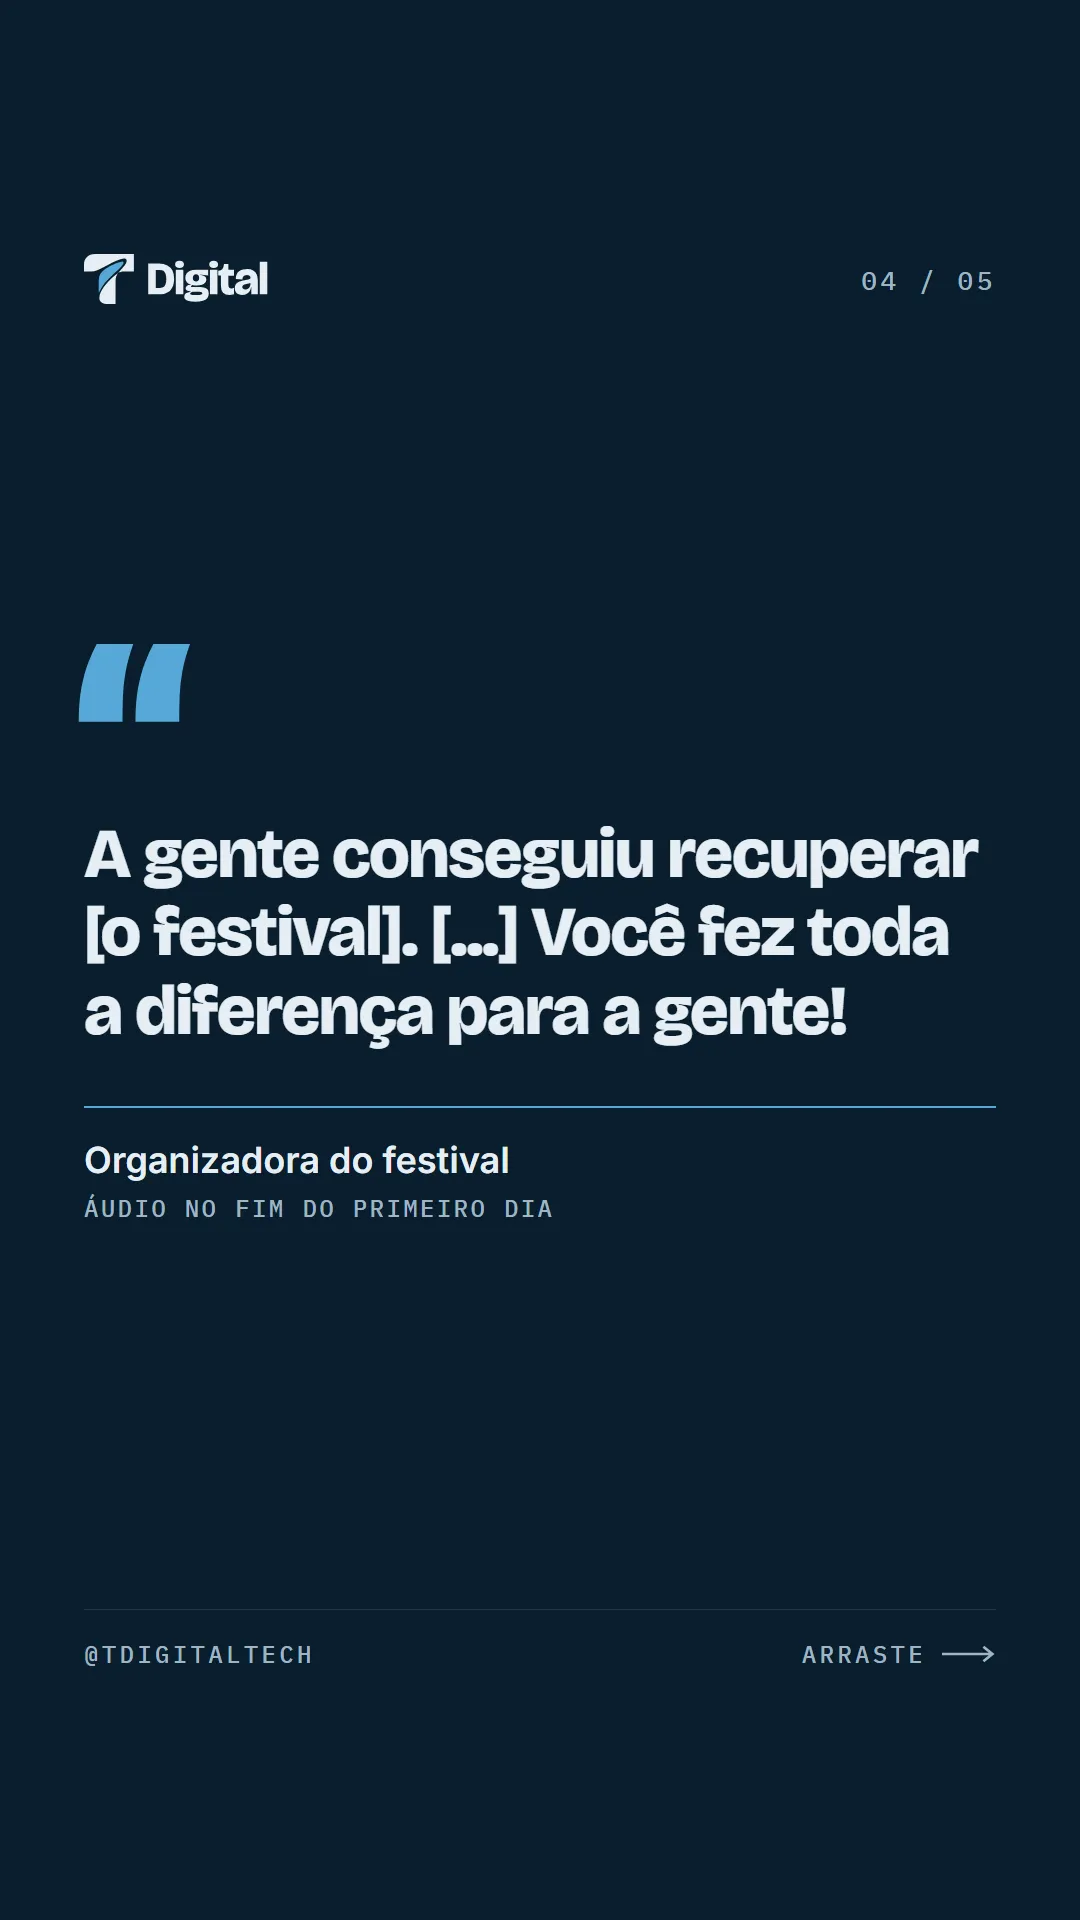 Digital
04 / 05
“
A gente conseguiu recuperar
[o festival]. [...] Você fez toda
a diferença para a gente!
Organizadora do festival
ÁUDIO NO FIM DO PRIMEIRO DIA
@TDIGITALTECH
ARRASTE →